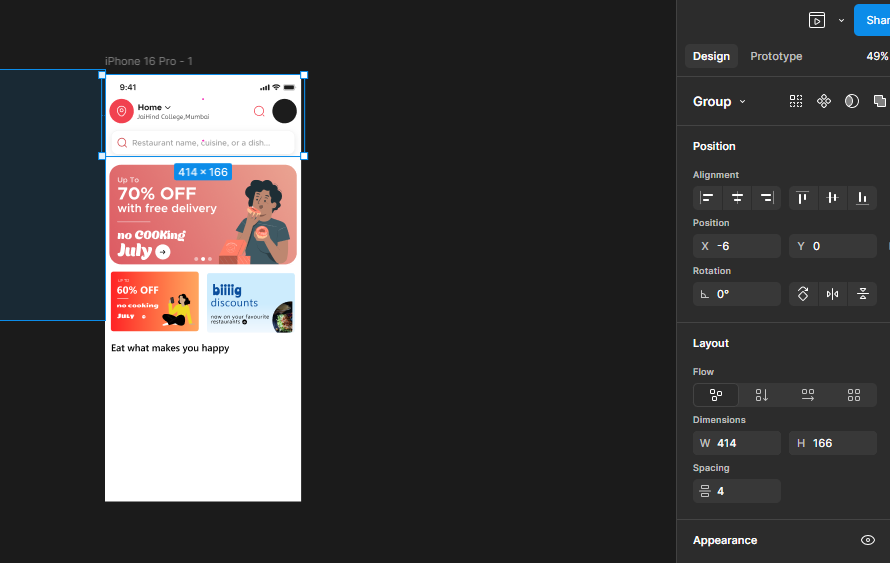 Shar
Design Prototype 49%
iPhone 16 Pro - 1
9:41
Home
JaiHind College,Mumbai
Restaurant name, cuisine, or a dish...
414 × 166
Up To
70% OFF
with free delivery
no COOKing
July
UP TO
60% OFF
no cooking
JULY
biiiig
discounts
now on your favourite
restaurants
Eat what makes you happy
Group
Position
Alignment
Position
X -6 Y 0
Rotation
0°
Layout
Flow
Dimensions
W 414 H 166
Spacing
4
Appearance